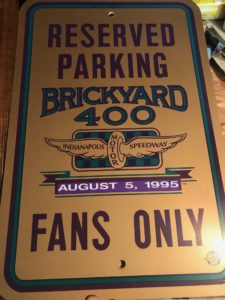 RESERVED
PARKING
BRICKYARD
400
INDIANAPOLIS MOTOR SPEEDWAY
AUGUST 5, 1995
FANS ONLY